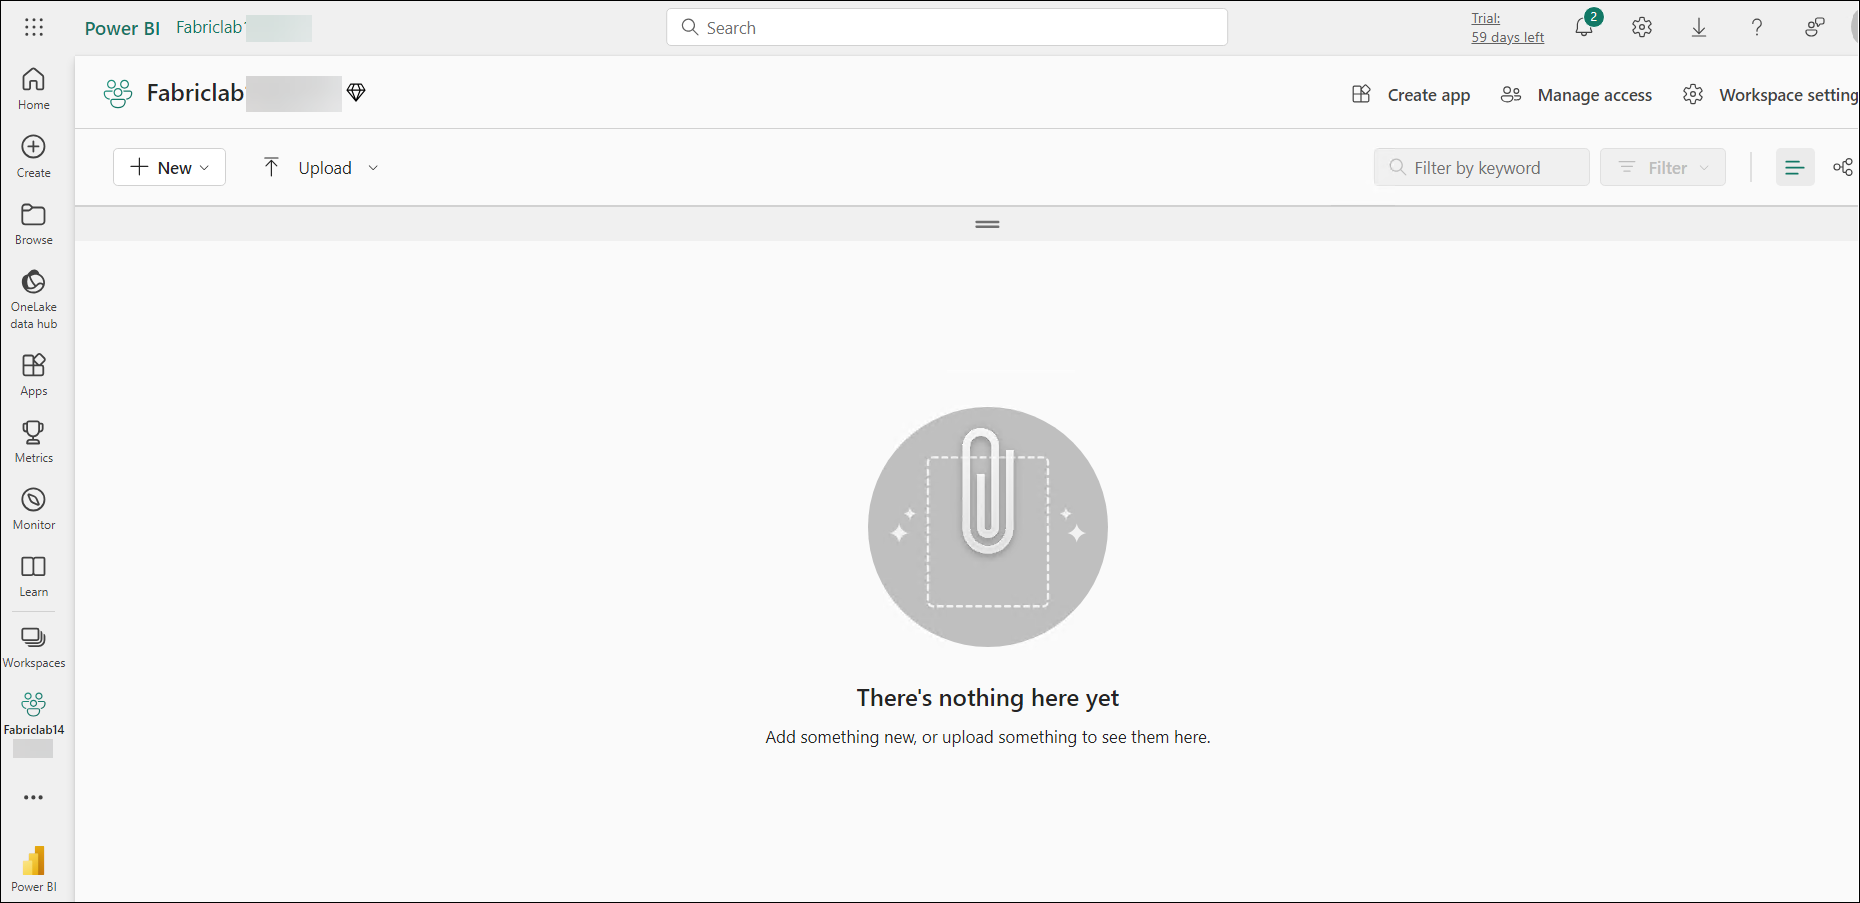 Power BI Fabriclab
Search
Trial:
59 days left
2
Home
Create
Browse
OneLake
data hub
Apps
Metrics
Monitor
Learn
Workspaces
Fabriclab14
Power BI
Fabriclab
Create app
Manage access
Workspace setting
New
Upload
Filter by keyword
Filter
There's nothing here yet
Add something new, or upload something to see them here.